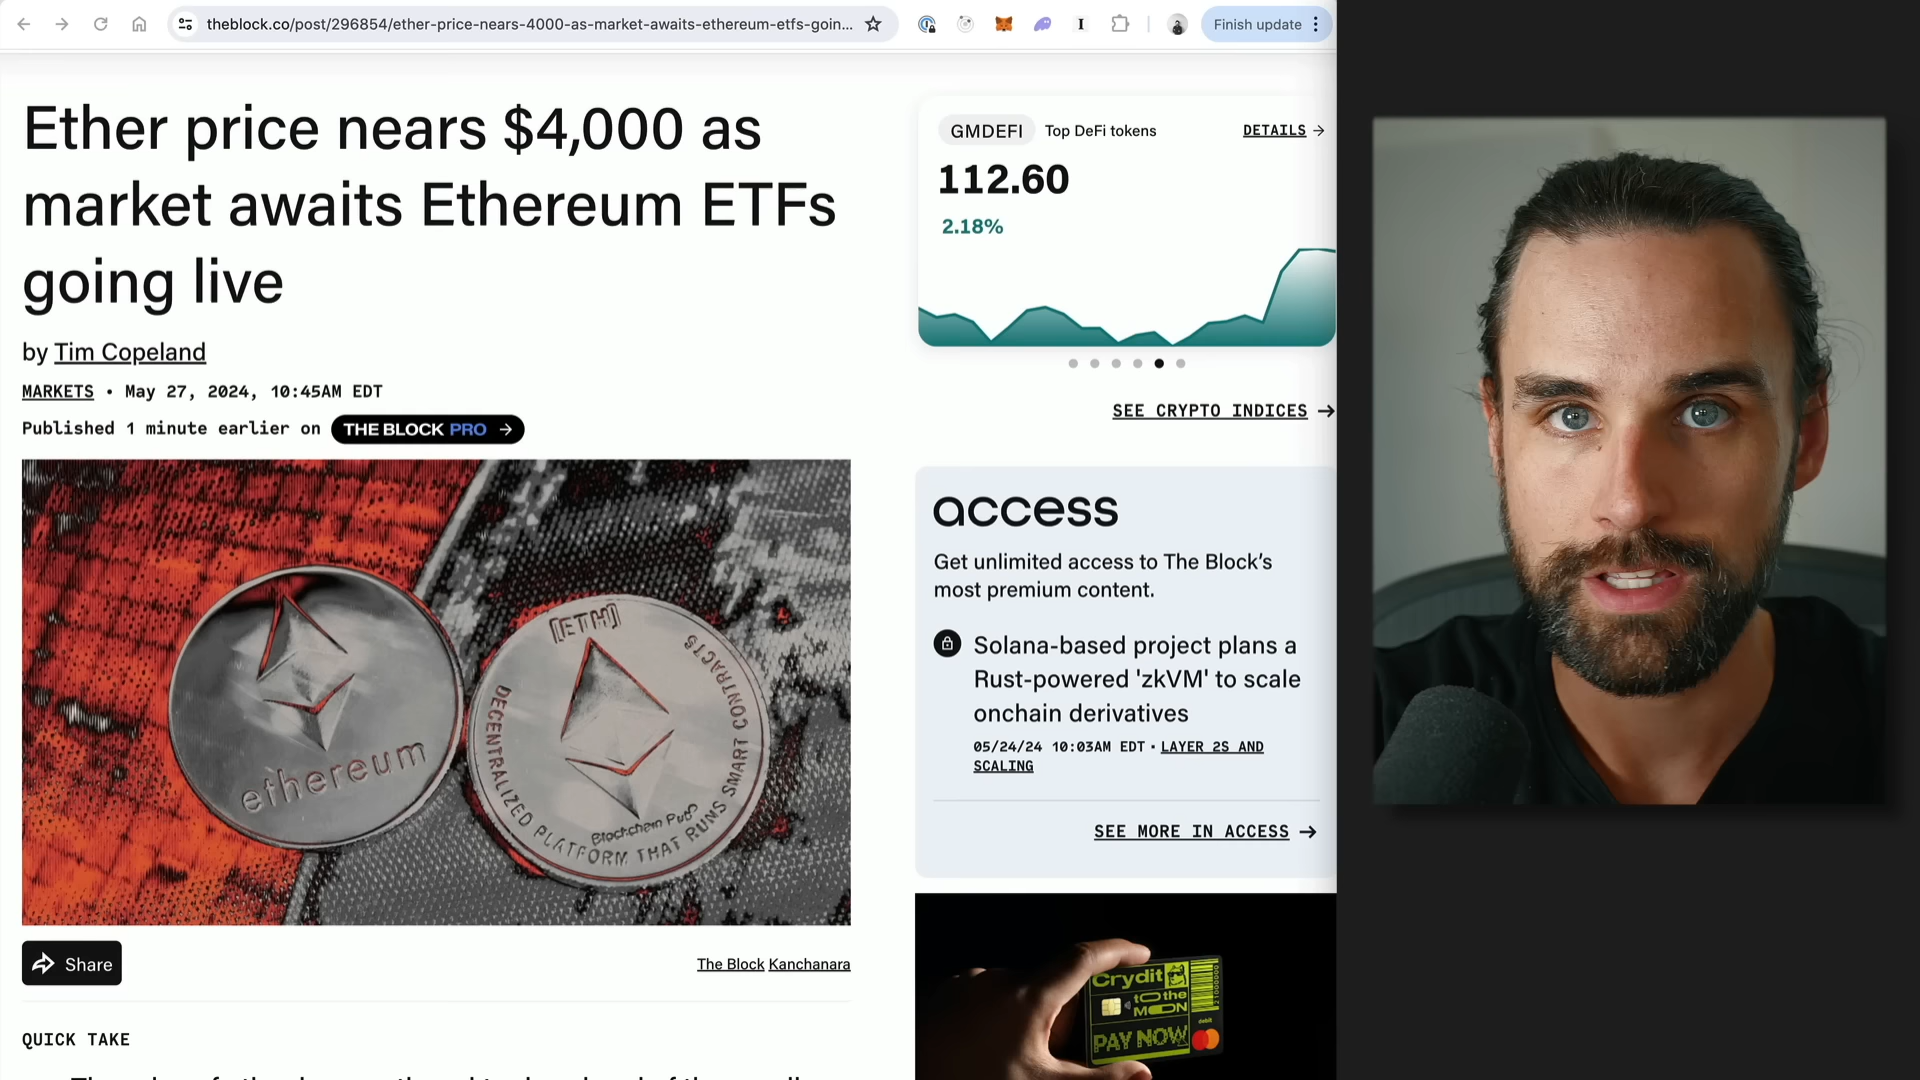 theblock.co/post/296854/ether-price-nears-4000-as-market-awaits-ethereum-etfs-goin...
Finish update
Ether price nears $4,000 as
market awaits Ethereum ETFs
going live
by Tim Copeland
MARKETS • May 27, 2024, 10:45AM EDT
Published 1 minute earlier on THE BLOCK PRO →
ethereum
[ETH]
DECENTRALIZED PLATFORM THAT RUNS SMART CONTRACTS
Share
The Block Kanchanara
QUICK TAKE
GMDEFI Top DeFi tokens DETAILS →
112.60
2.18%
SEE CRYPTO INDICES →
access
Get unlimited access to The Block’s
most premium content.
Solana-based project plans a
Rust-powered 'zkVM' to scale
onchain derivatives
05/24/24 10:03AM EDT • LAYER 2S AND
SCALING
SEE MORE IN ACCESS →
Crydit
to the
MOON
PAY NOW
debit